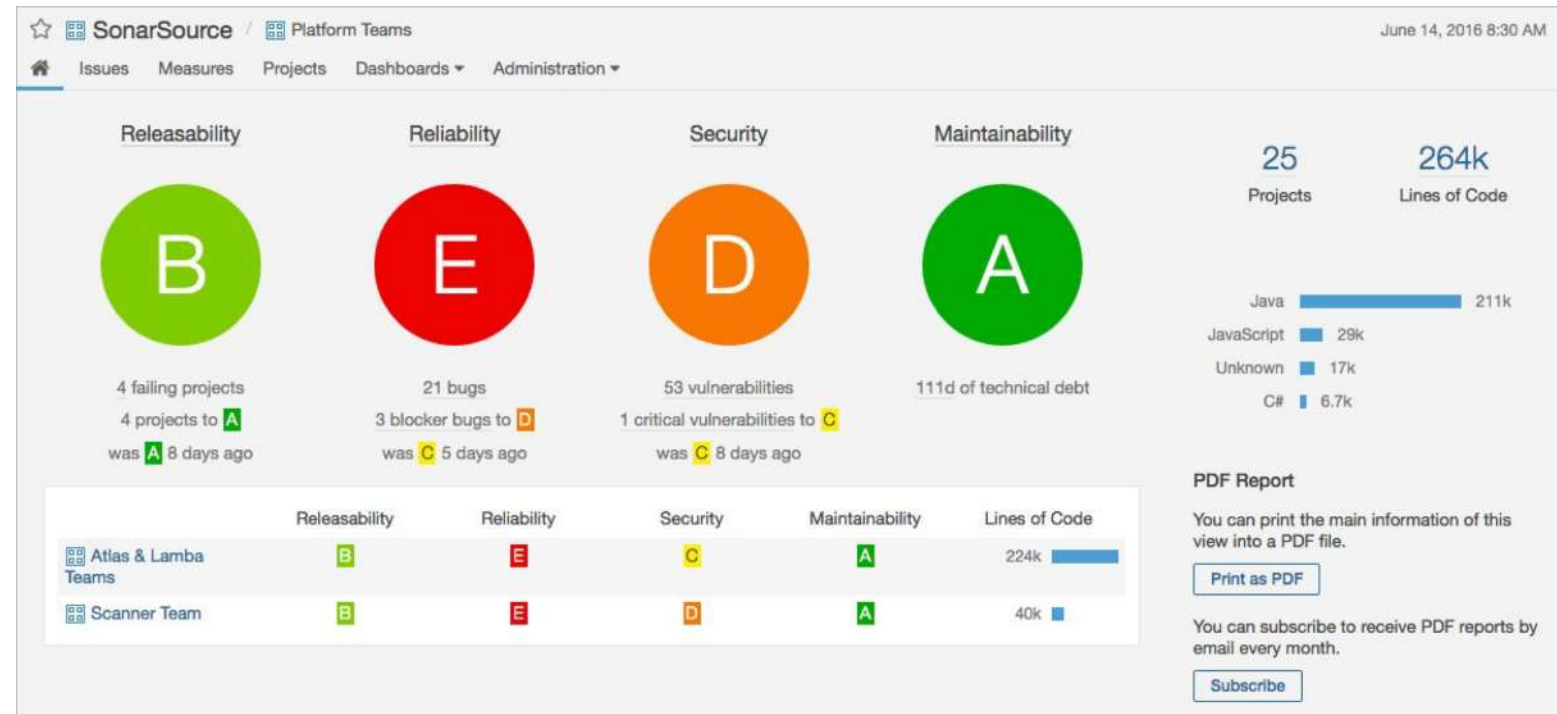 SonarSource / Platform Teams
June 14, 2016 8:30 AM
Issues Measures Projects Dashboards Administration
Releasability Reliability Security Maintainability
B E D A
4 failing projects
4 projects to A
was A 8 days ago
21 bugs
3 blocker bugs to D
was C 5 days ago
53 vulnerabilities
1 critical vulnerabilities to C
was C 8 days ago
111d of technical debt
25 264k
Projects Lines of Code
Java 211k
JavaScript 29k
Unknown 17k
C# 6.7k
Releasability Reliability Security Maintainability Lines of Code
Atlas & Lamba
Teams
B E C A 224k
Scanner Team B E D A 40k
PDF Report
You can print the main information of this
view into a PDF file.
Print as PDF
You can subscribe to receive PDF reports by
email every month.
Subscribe